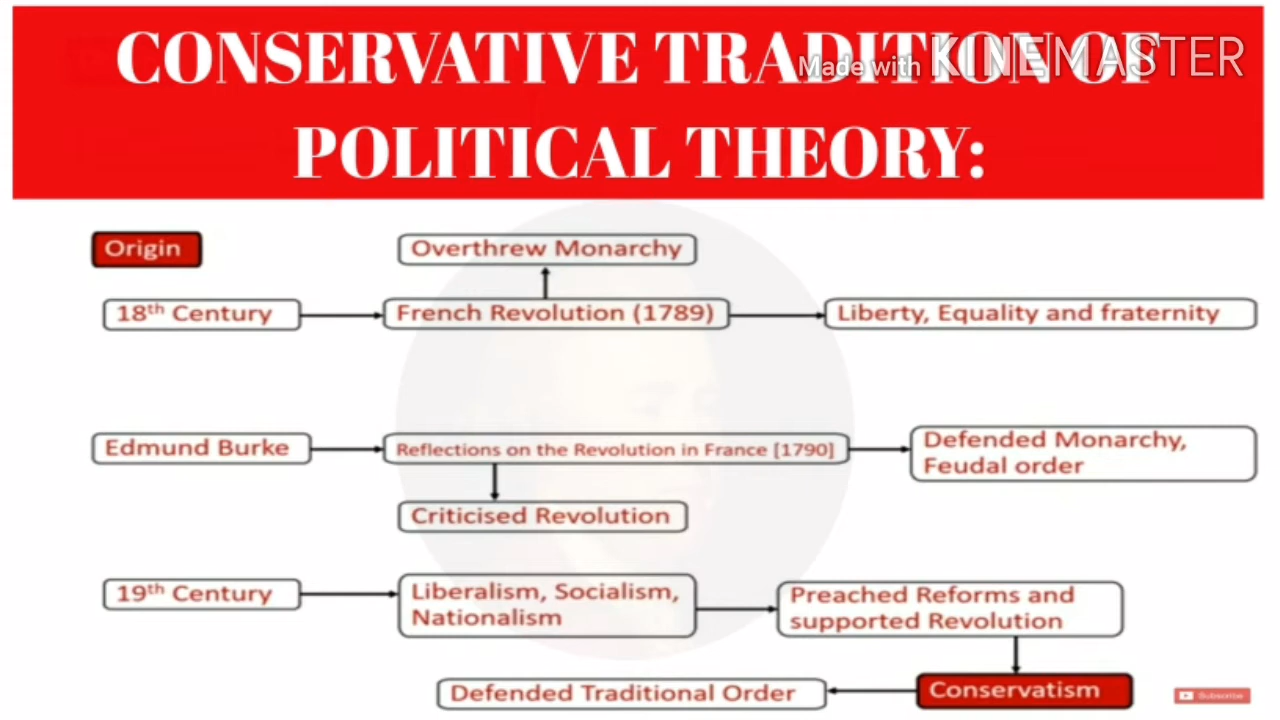 CONSERVATIVE TRADITION OF
Made with KINEMASTER
POLITICAL THEORY:
Origin
Overthrew Monarchy
18th Century
French Revolution (1789)
Liberty, Equality and fraternity
Edmund Burke
Reflections on the Revolution in France [1790]
Defended Monarchy,
Feudal order
Criticised Revolution
19th Century
Liberalism, Socialism,
Nationalism
Preached Reforms and
supported Revolution
Defended Traditional Order
Conservatism
Subscribe